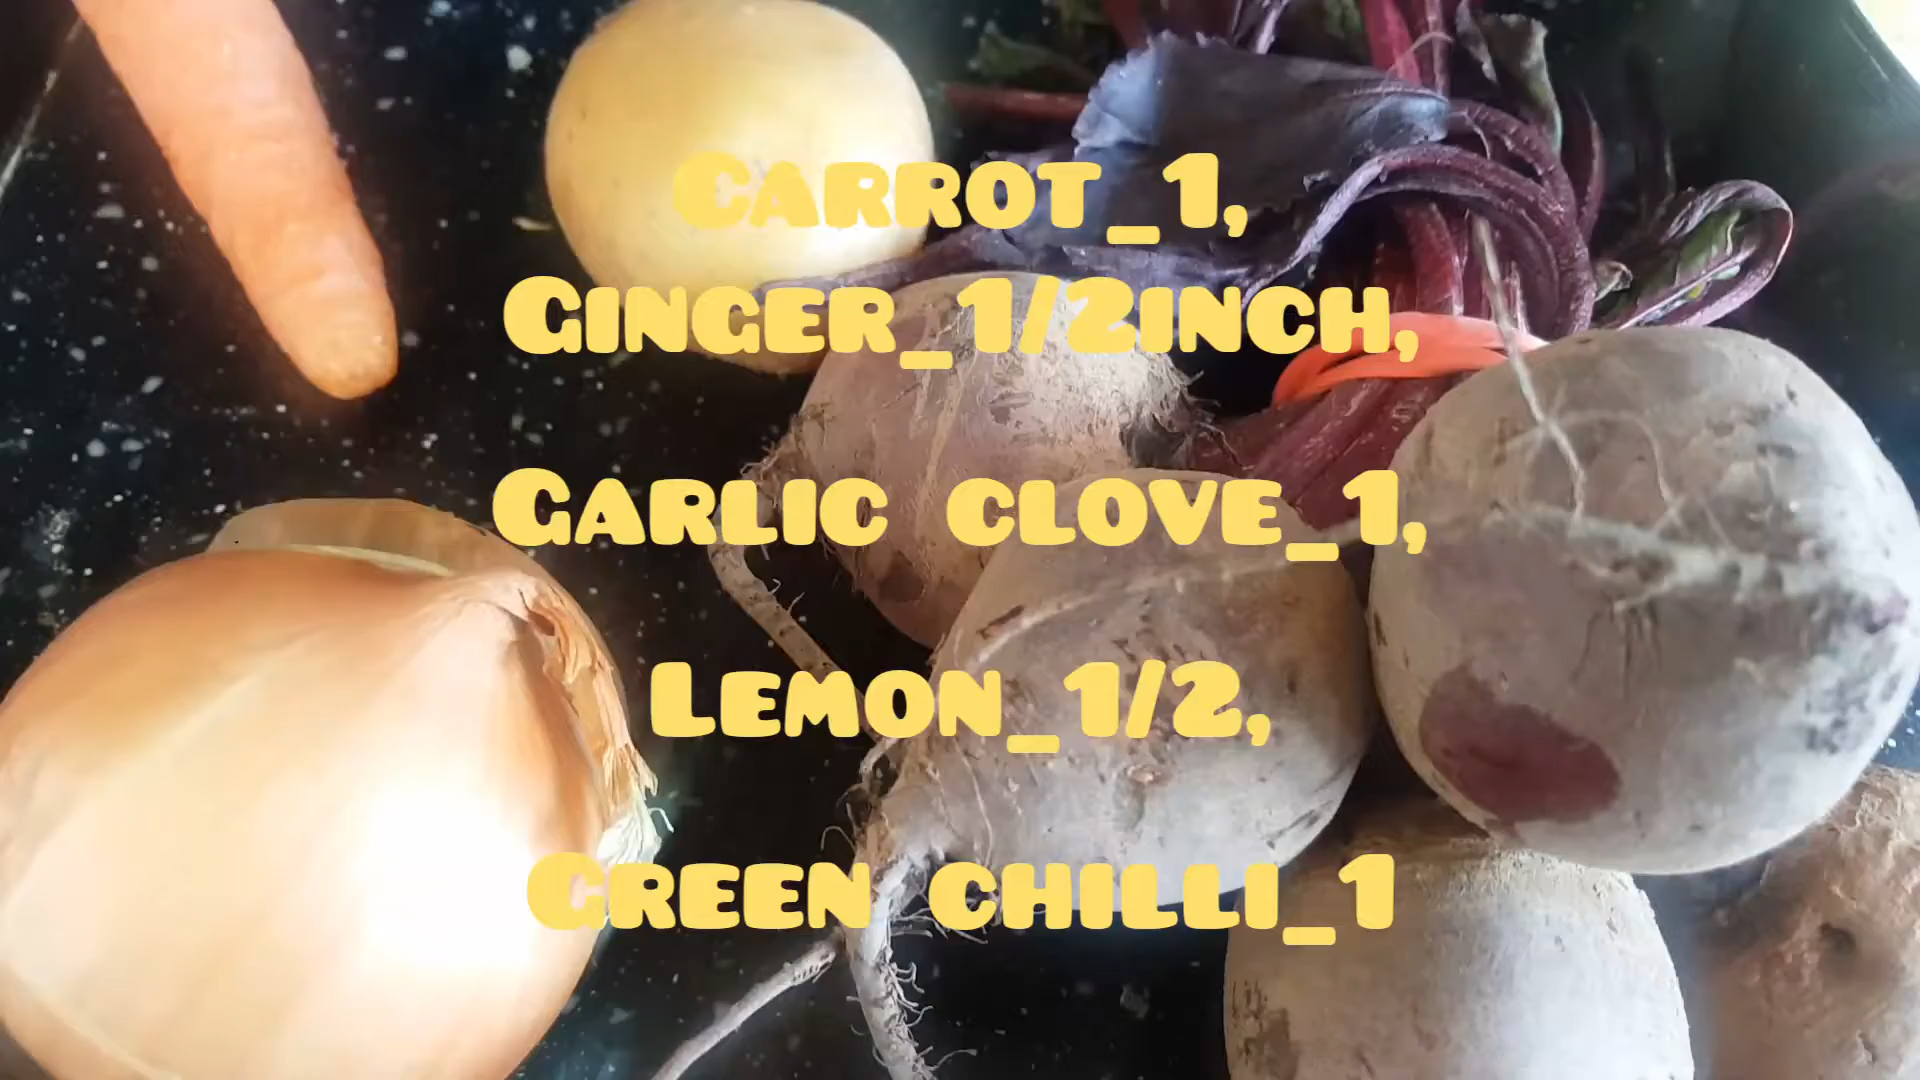 Carrot_1,
Ginger_1/2inch,
Garlic clove_1,
Lemon_1/2,
Green chilli_1